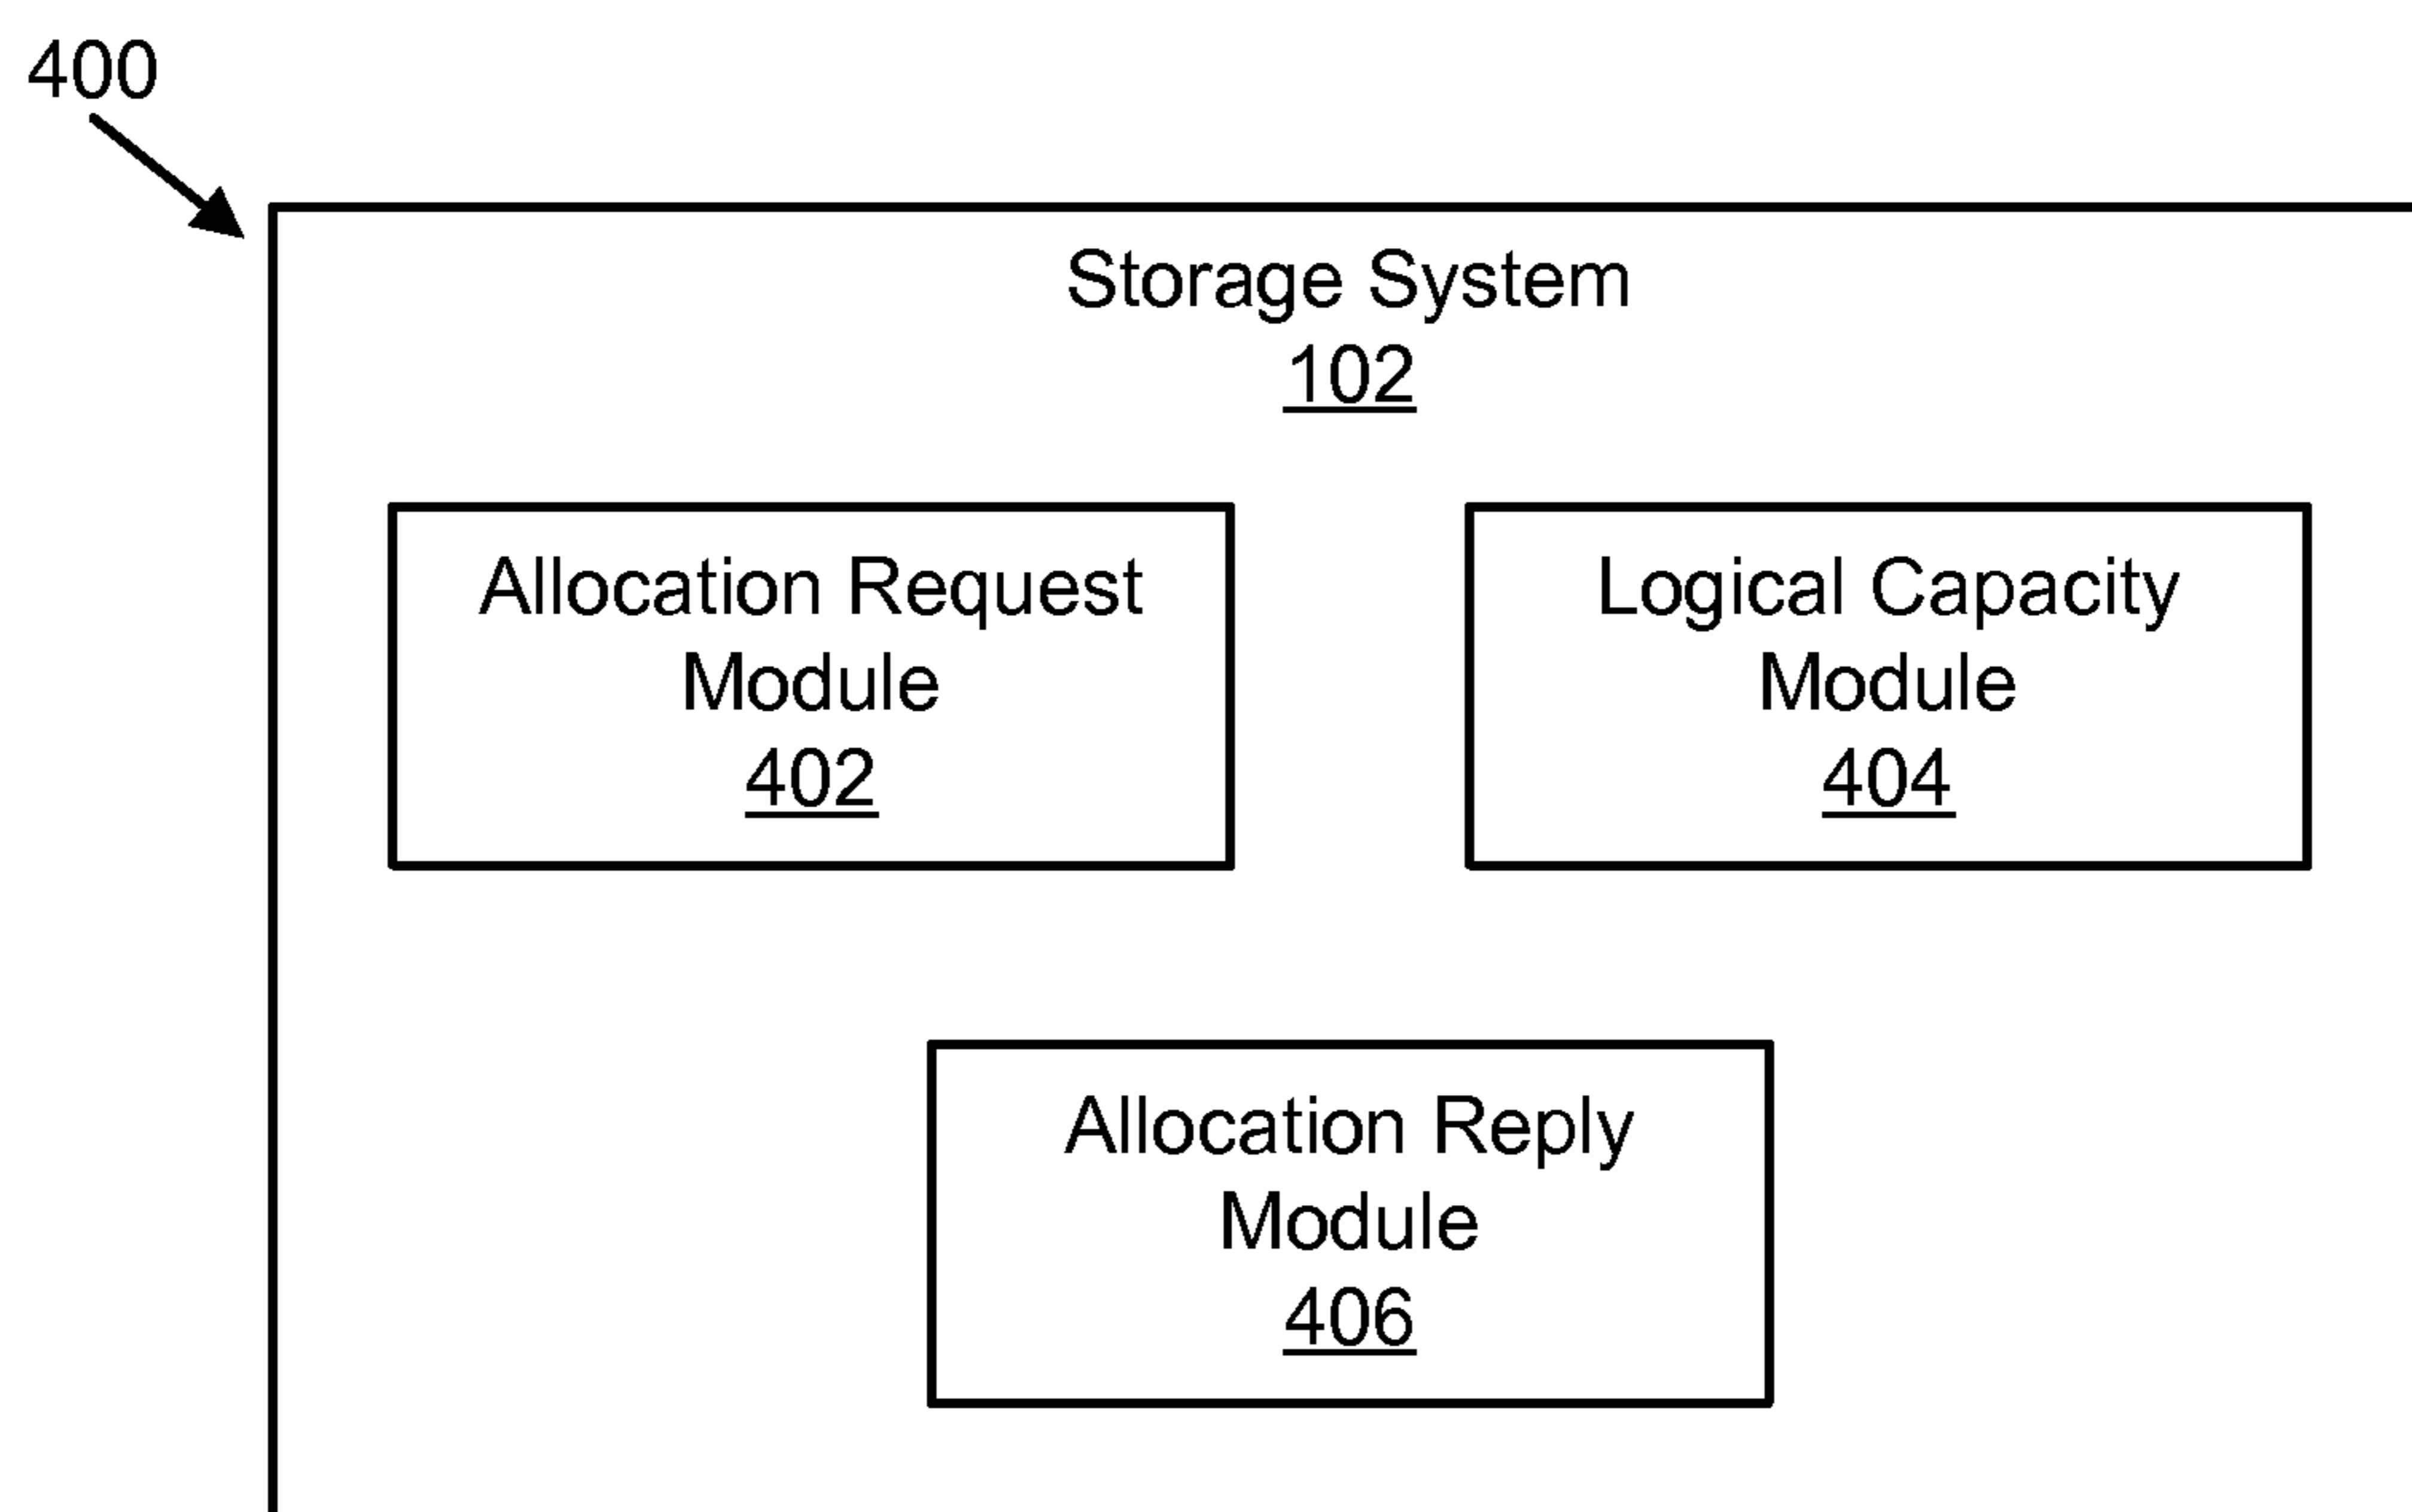 400
Storage System
102
Allocation Request
Module
402
Logical Capacity
Module
404
Allocation Reply
Module
406